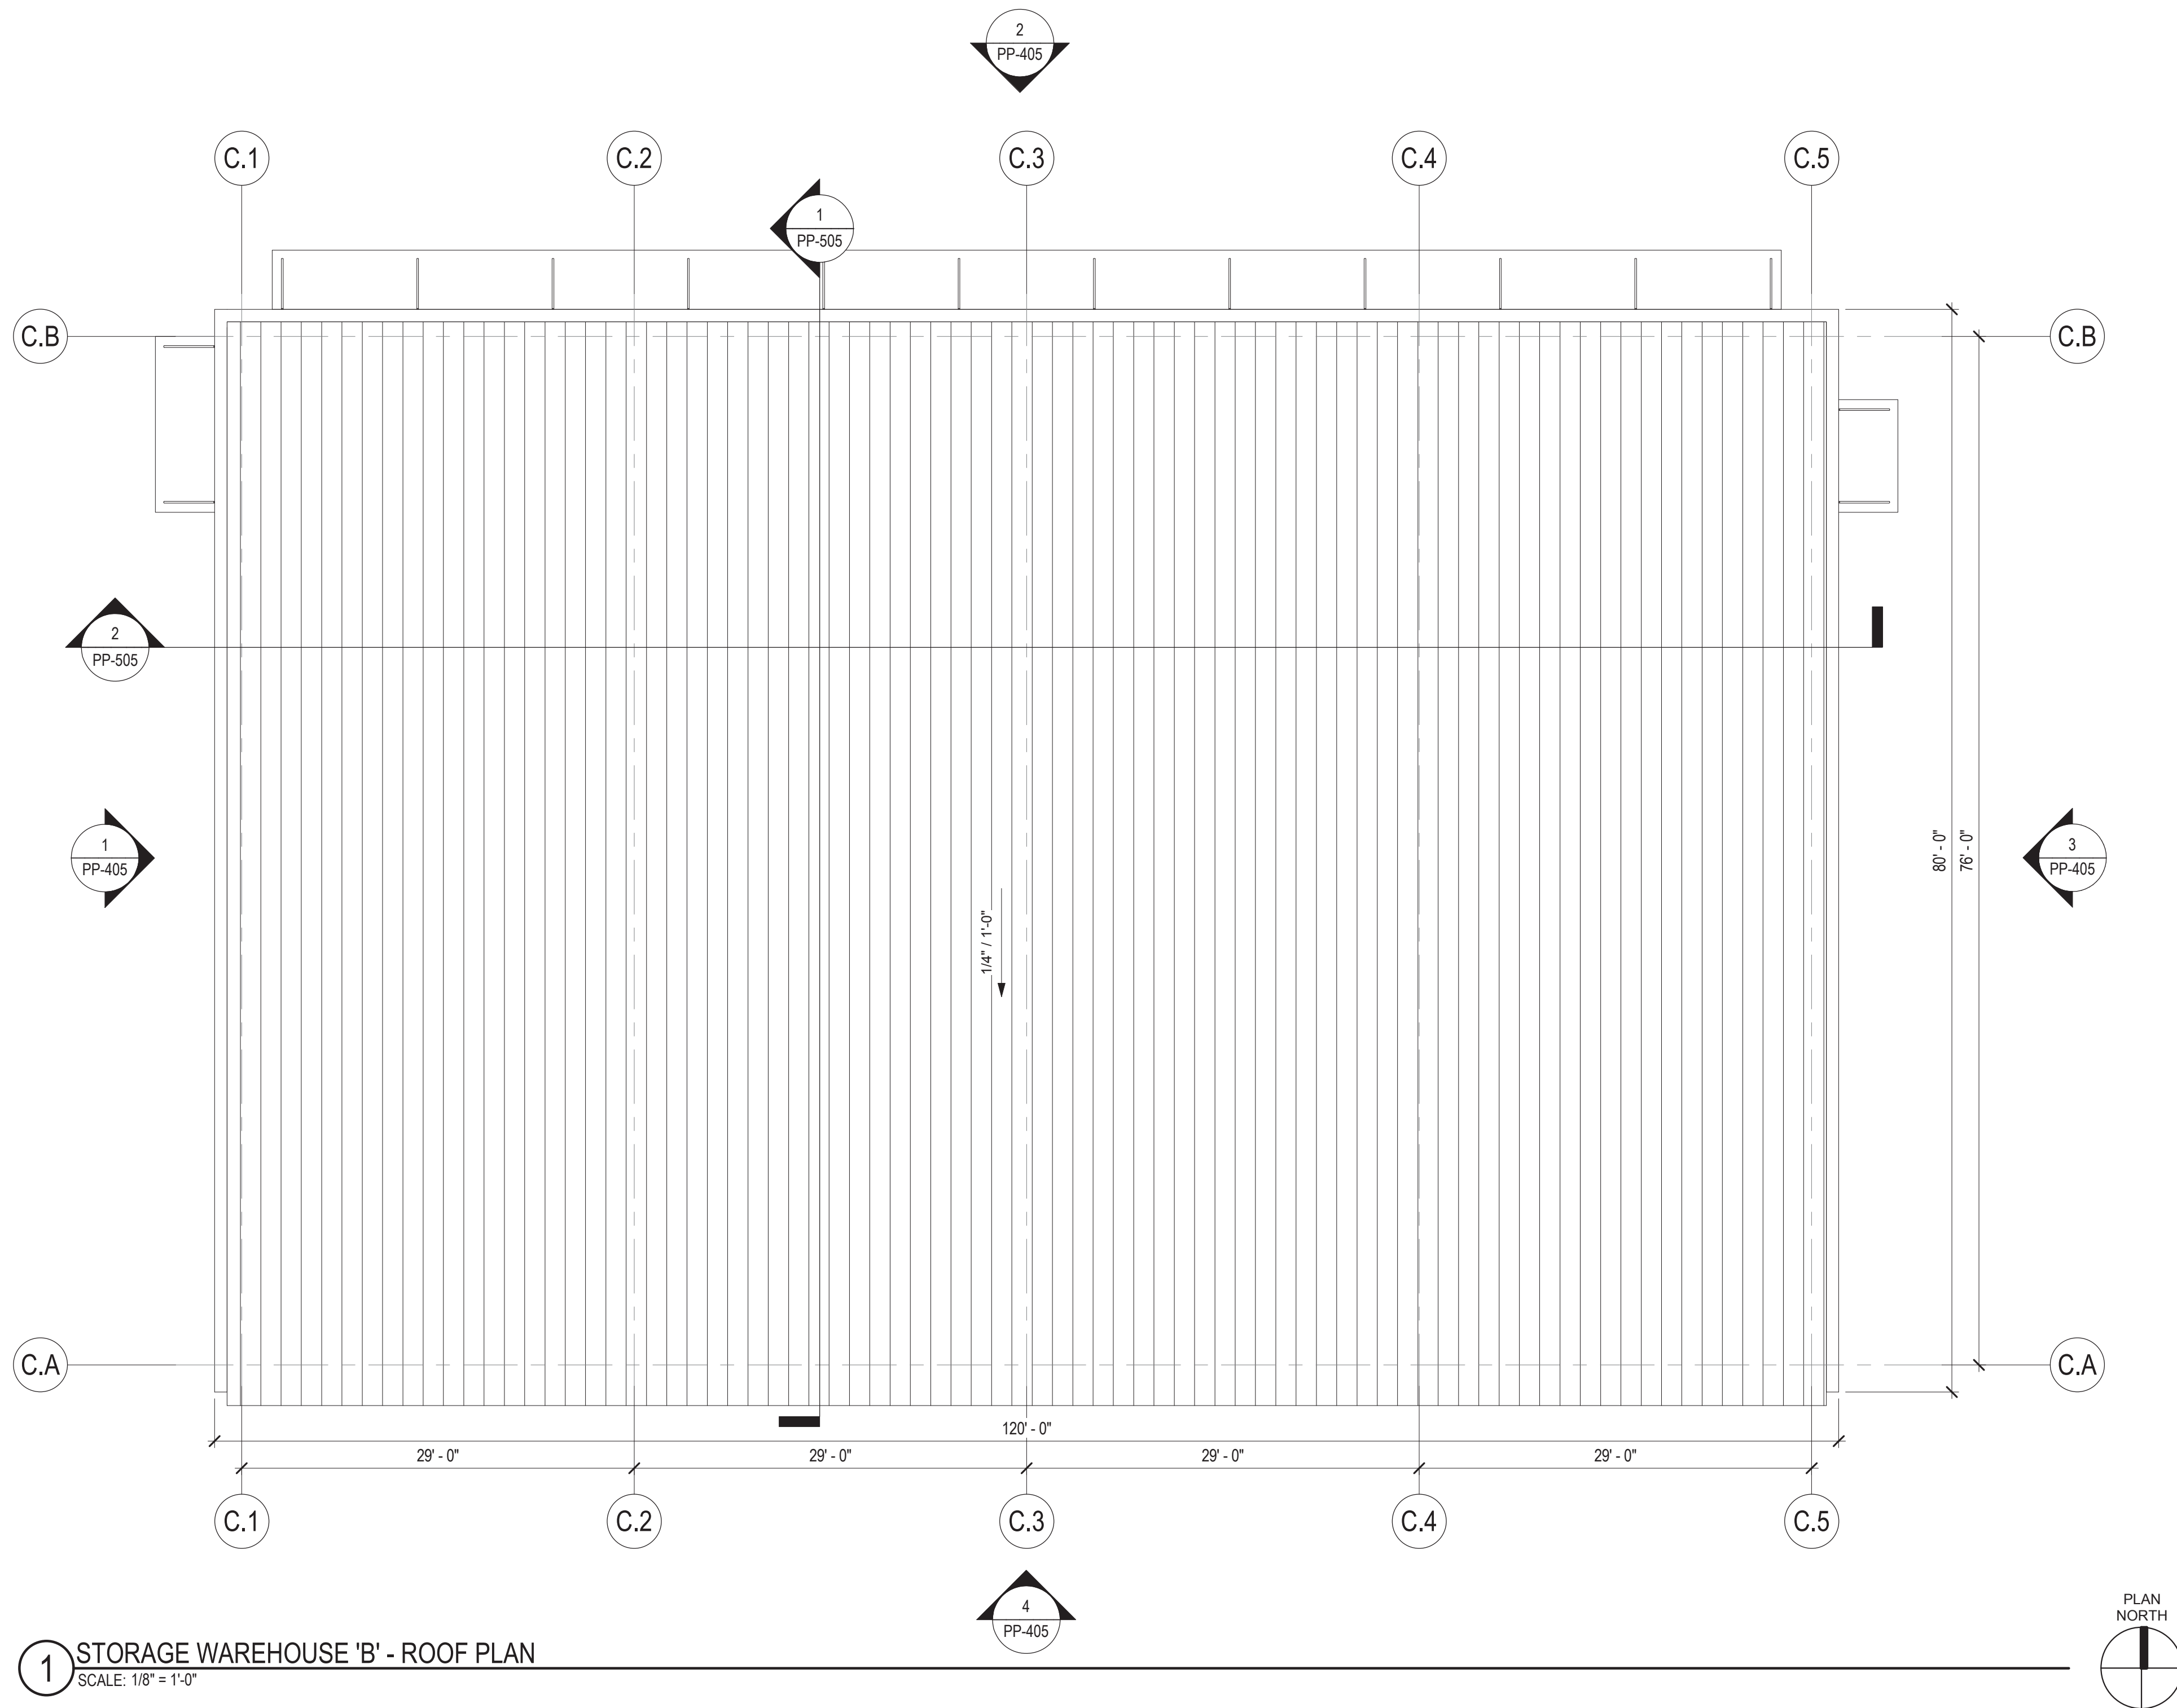 2
PP-405
C.1
C.2
C.3
C.4
C.5
1
PP-505
C.B
C.B
2
PP-505
1
PP-405
80' - 0"
76' - 0"
3
PP-405
1/4" / 1'-0"
C.A
C.A
120' - 0"
29' - 0"
29' - 0"
29' - 0"
29' - 0"
C.1
C.2
C.3
C.4
C.5
4
PP-405
PLAN
NORTH
1
STORAGE WAREHOUSE 'B' - ROOF PLAN
SCALE: 1/8" = 1'-0"